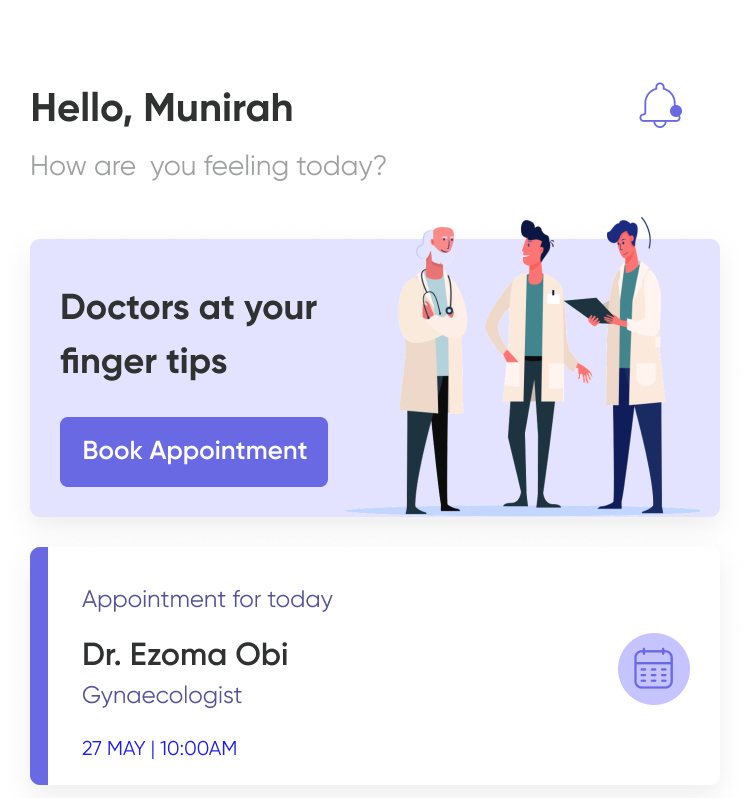 Hello, Munirah
How are  you feeling today?
Doctors at your
finger tips
Book Appointment
Appointment for today
Dr. Ezoma Obi
Gynaecologist
27 MAY | 10:00AM